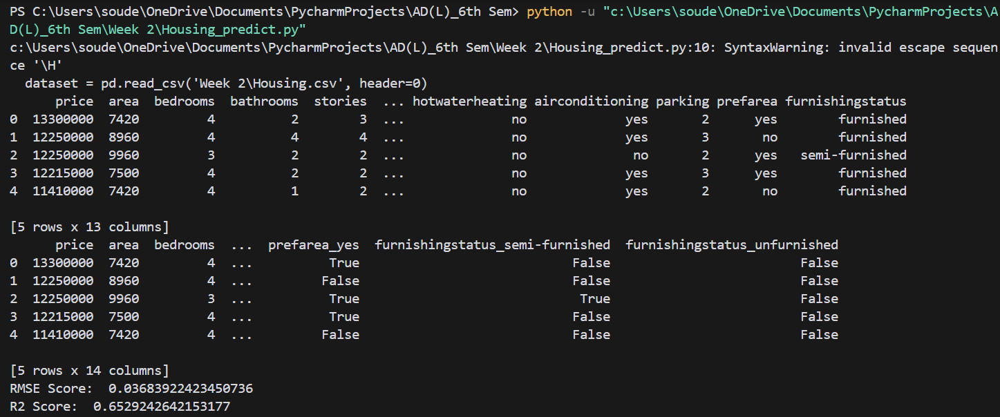 PS C:\Users\soude\OneDrive\Documents\PycharmProjects\AD(L)_6th Sem> python -u "c:\Users\soude\OneDrive\Documents\PycharmProjects\A
D(L)_6th Sem\Week 2\Housing_predict.py"
c:\Users\soude\OneDrive\Documents\PycharmProjects\AD(L)_6th Sem\Week 2\Housing_predict.py:10: SyntaxWarning: invalid escape sequen
ce '\H'
  dataset = pd.read_csv('Week 2\Housing.csv', header=0)
      price  area  bedrooms  bathrooms  stories  ... hotwaterheating airconditioning parking prefarea furnishingstatus
0  13300000  7420         4          2        3  ...              no             yes       2      yes        furnished
1  12250000  8960         4          4        4  ...              no             yes       3       no        furnished
2  12250000  9960         3          2        2  ...              no              no       2      yes   semi-furnished
3  12215000  7500         4          2        2  ...              no             yes       3      yes        furnished
4  11410000  7420         4          1        2  ...              no             yes       2       no        furnished
[5 rows x 13 columns]
      price  area  bedrooms  ...  prefarea_yes  furnishingstatus_semi-furnished  furnishingstatus_unfurnished
0  13300000  7420         4  ...          True                            False                         False
1  12250000  8960         4  ...         False                            False                         False
2  12250000  9960         3  ...          True                             True                         False
3  12215000  7500         4  ...          True                            False                         False
4  11410000  7420         4  ...         False                            False                         False
[5 rows x 14 columns]
RMSE Score:  0.03683922423450736
R2 Score:  0.6529242642153177